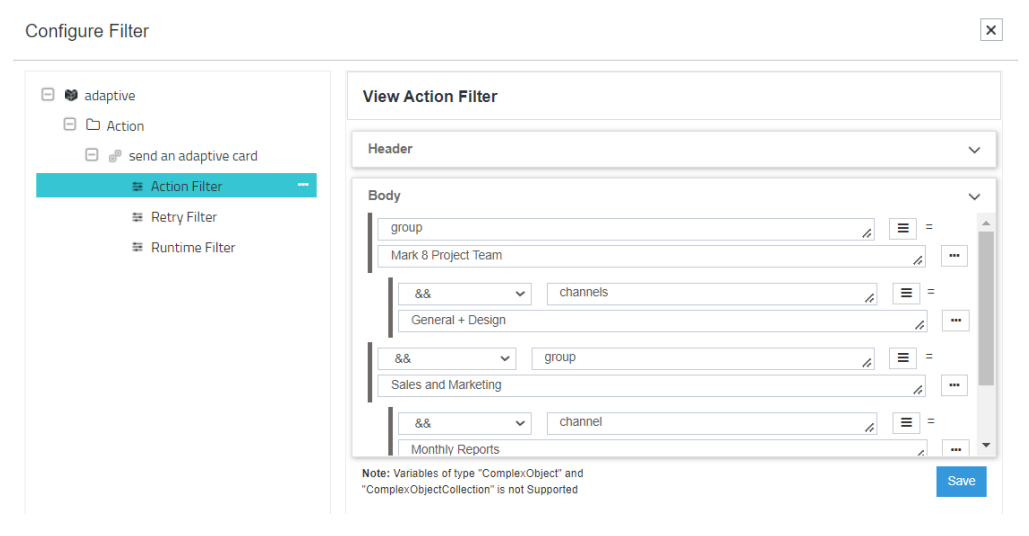 Configure Filter
adaptive
Action
send an adaptive card
Action Filter
Retry Filter
Runtime Filter
View Action Filter
Header
Body
group =
Mark 8 Project Team
&& channels =
General + Design
&& group =
Sales and Marketing
&& channel =
Monthly Reports
Note: Variables of type "ComplexObject" and
"ComplexObjectCollection" is not Supported
Save